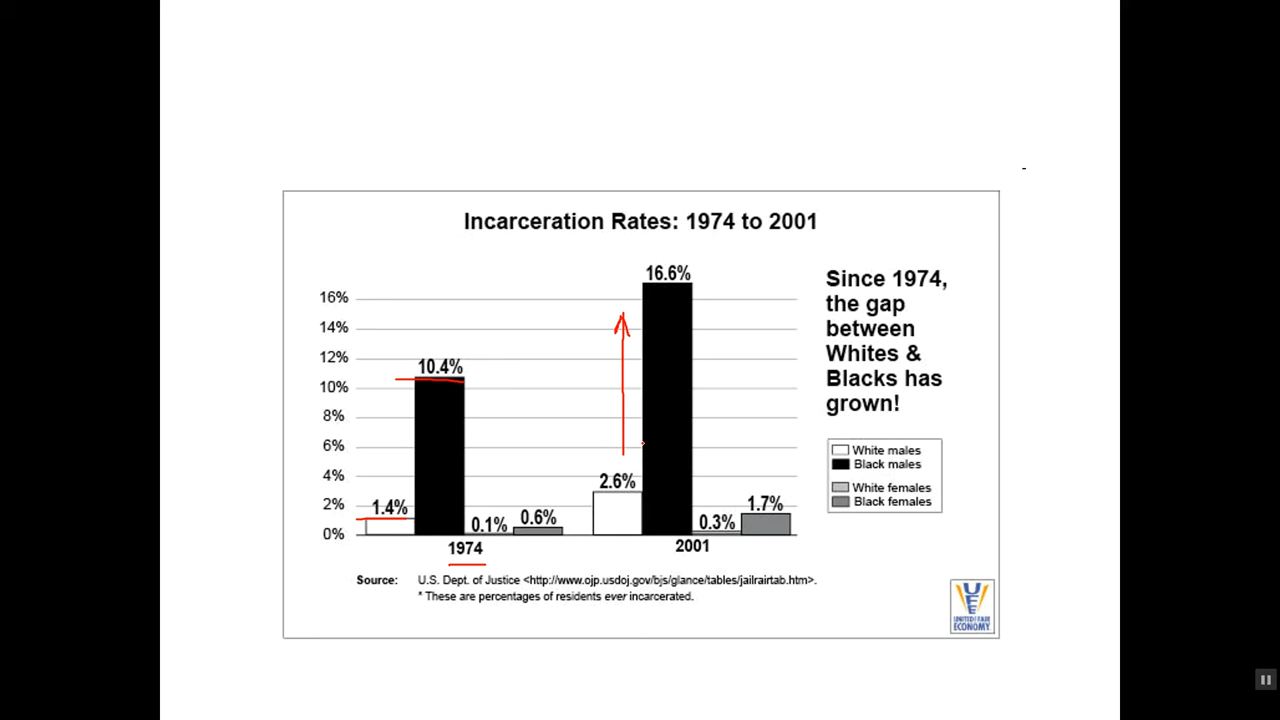 Incarceration Rates: 1974 to 2001
16.6%
16%
14%
12%
10%
8%
6%
4%
2%
0%
10.4%
1.4%
0.1%
0.6%
2.6%
0.3%
1.7%
1974
2001
Since 1974,
the gap
between
Whites &
Blacks has
grown!
White males
Black males
White females
Black females
Source: U.S. Dept. of Justice <http://www.ojp.usdoj.gov/bjs/glance/tables/jailrairtab.htm>.
* These are percentages of residents ever incarcerated.
UFE
UNITED FOR A FAIR
ECONOMY